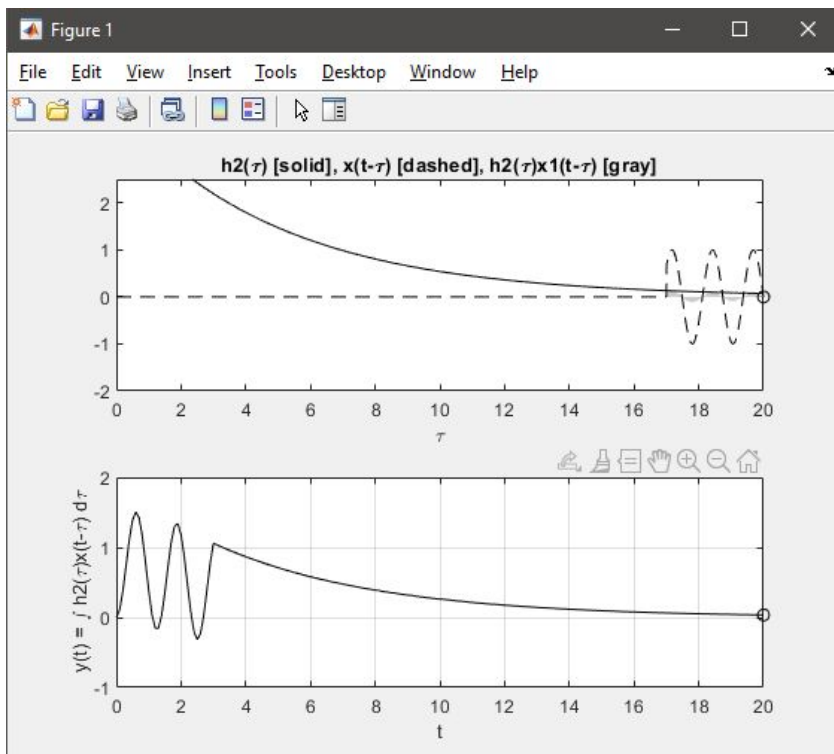 Figure 1
File Edit View Insert Tools Desktop Window Help
h2(τ) [solid], x(t-τ) [dashed], h2(τ)x1(t-τ) [gray]
2
1
0
-1
-2
0 2 4 6 8 10 12 14 16 18 20
τ
y(t) = ∫ h2(τ)x(t-τ) dτ
2
1
0
-1
0 2 4 6 8 10 12 14 16 18 20
t